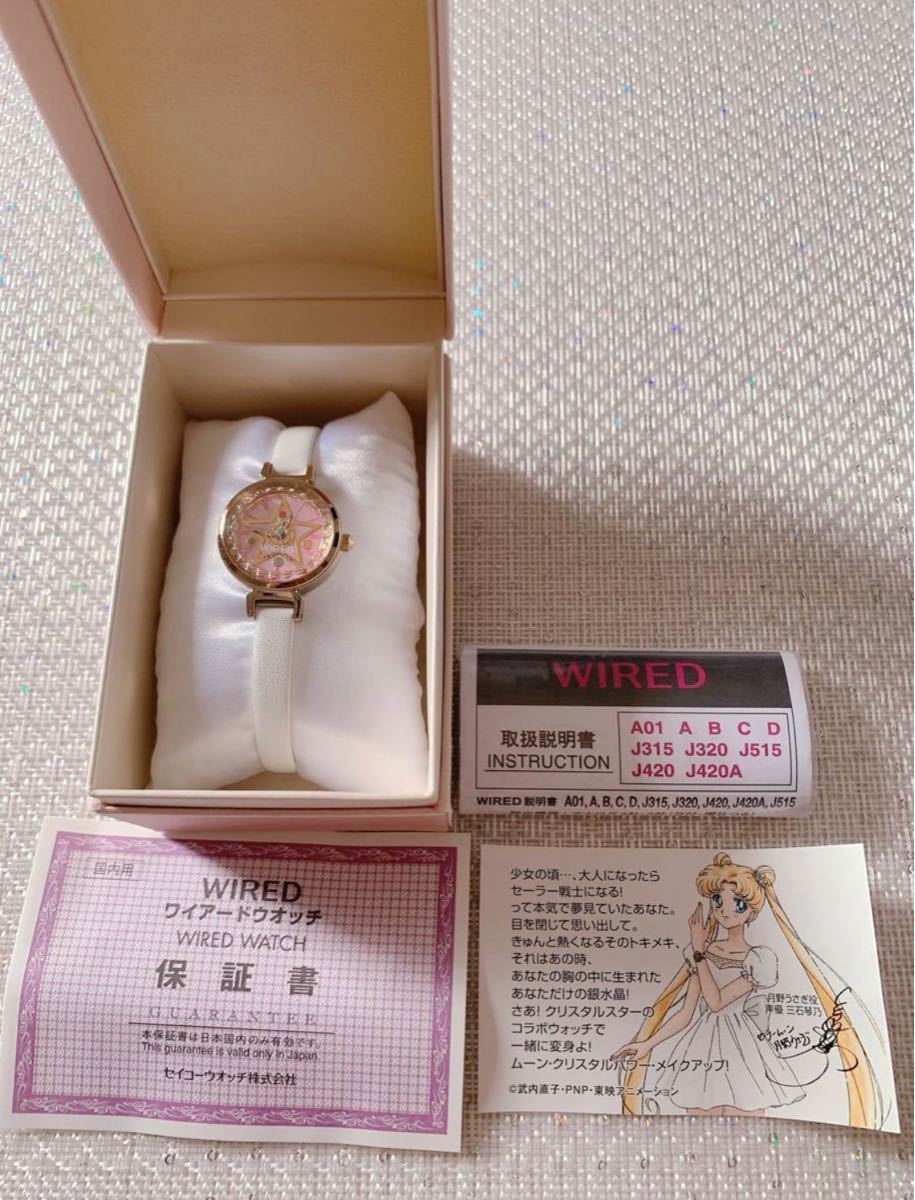 WIRED
WIRED
取扱説明書
INSTRUCTION
A01 A B C D
J315 J320 J515
J420 J420A
WIRED 説明書 A01, A, B, C, D, J315, J320, J420, J420A, J515
国内用
WIRED
ワイアードウオッチ
WIRED WATCH
保証書
GUARANTEE
本保証書は日本国内のみ有効です。
This guarantee is valid only in Japan.
セイコーウオッチ株式会社
少女の頃…、大人になったら
セーラー戦士になる!
って本気で夢見ていたあなた。
目を閉じて思い出して。
きゅんと熱くなるそのトキメキ、
それはあの時、
あなたの胸の中に生まれた
あなただけの銀水晶!
さあ! クリスタルスターの
コラボウォッチで
一緒に変身よ!
ムーン・クリスタルパワー・メイクアップ!
©武内直子・PNP・東映アニメーション
月野うさぎ役
声優 三石琴乃